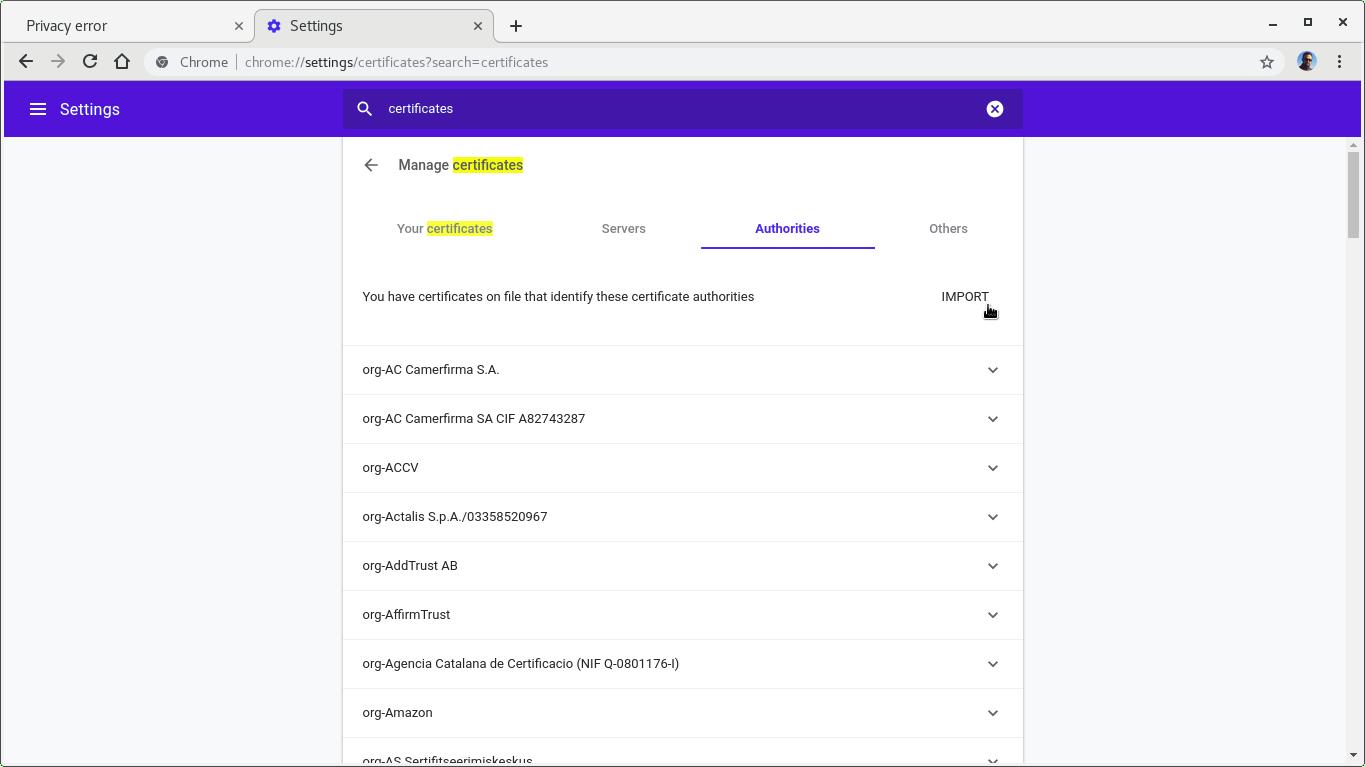 Privacy error
Settings
Chrome
chrome://settings/certificates?search=certificates
Settings
certificates
Manage certificates
Your certificates
Servers
Authorities
Others
You have certificates on file that identify these certificate authorities
IMPORT
org-AC Camerfirma S.A.
org-AC Camerfirma SA CIF A82743287
org-ACCV
org-Actalis S.p.A./03358520967
org-AddTrust AB
org-AffirmTrust
org-Agencia Catalana de Certificacio (NIF Q-0801176-I)
org-Amazon
org-AS Sertifitseerimiskeskus